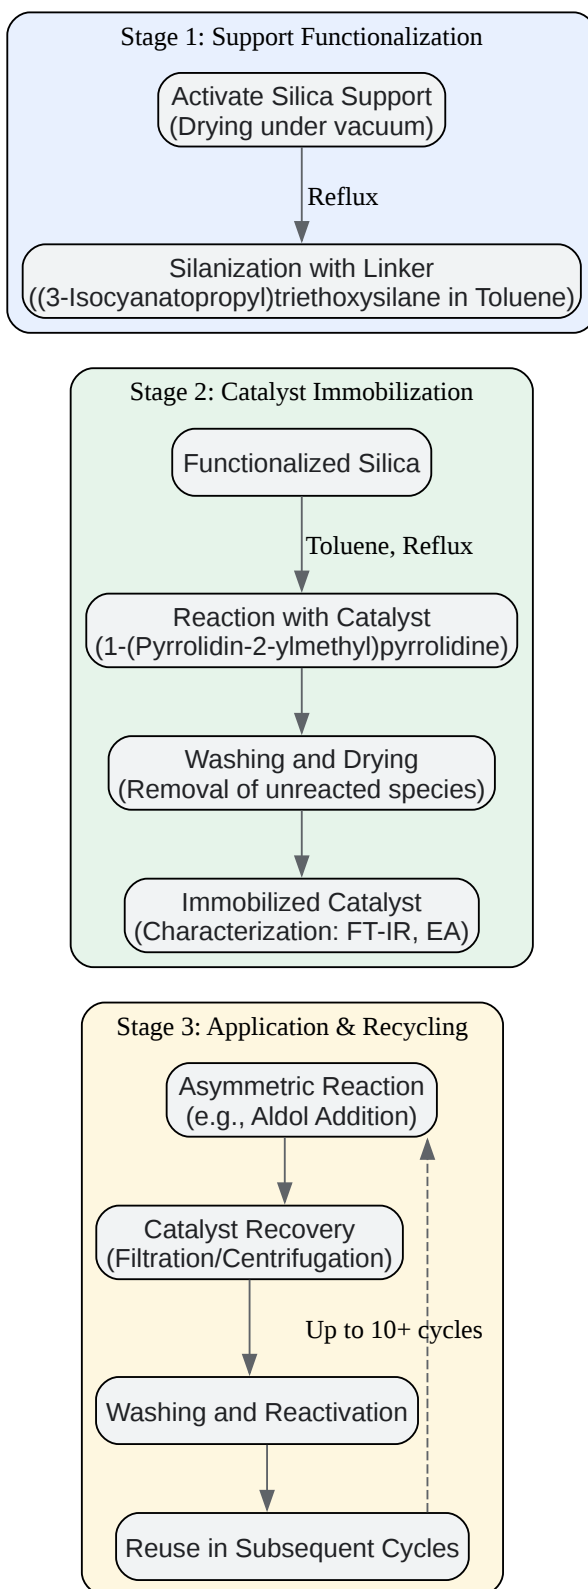 Stage 1: Support Functionalization
Activate Silica Support
(Drying under vacuum)
Reflux
Silanization with Linker
((3-Isocyanatopropyl)triethoxysilane in Toluene)
Stage 2: Catalyst Immobilization
Functionalized Silica
Toluene, Reflux
Reaction with Catalyst
(1-(Pyrrolidin-2-ylmethyl)pyrrolidine)
Washing and Drying
(Removal of unreacted species)
Immobilized Catalyst
(Characterization: FT-IR, EA)
Stage 3: Application & Recycling
Asymmetric Reaction
(e.g., Aldol Addition)
Catalyst Recovery
(Filtration/Centrifugation)
Up to 10+ cycles
Washing and Reactivation
Reuse in Subsequent Cycles